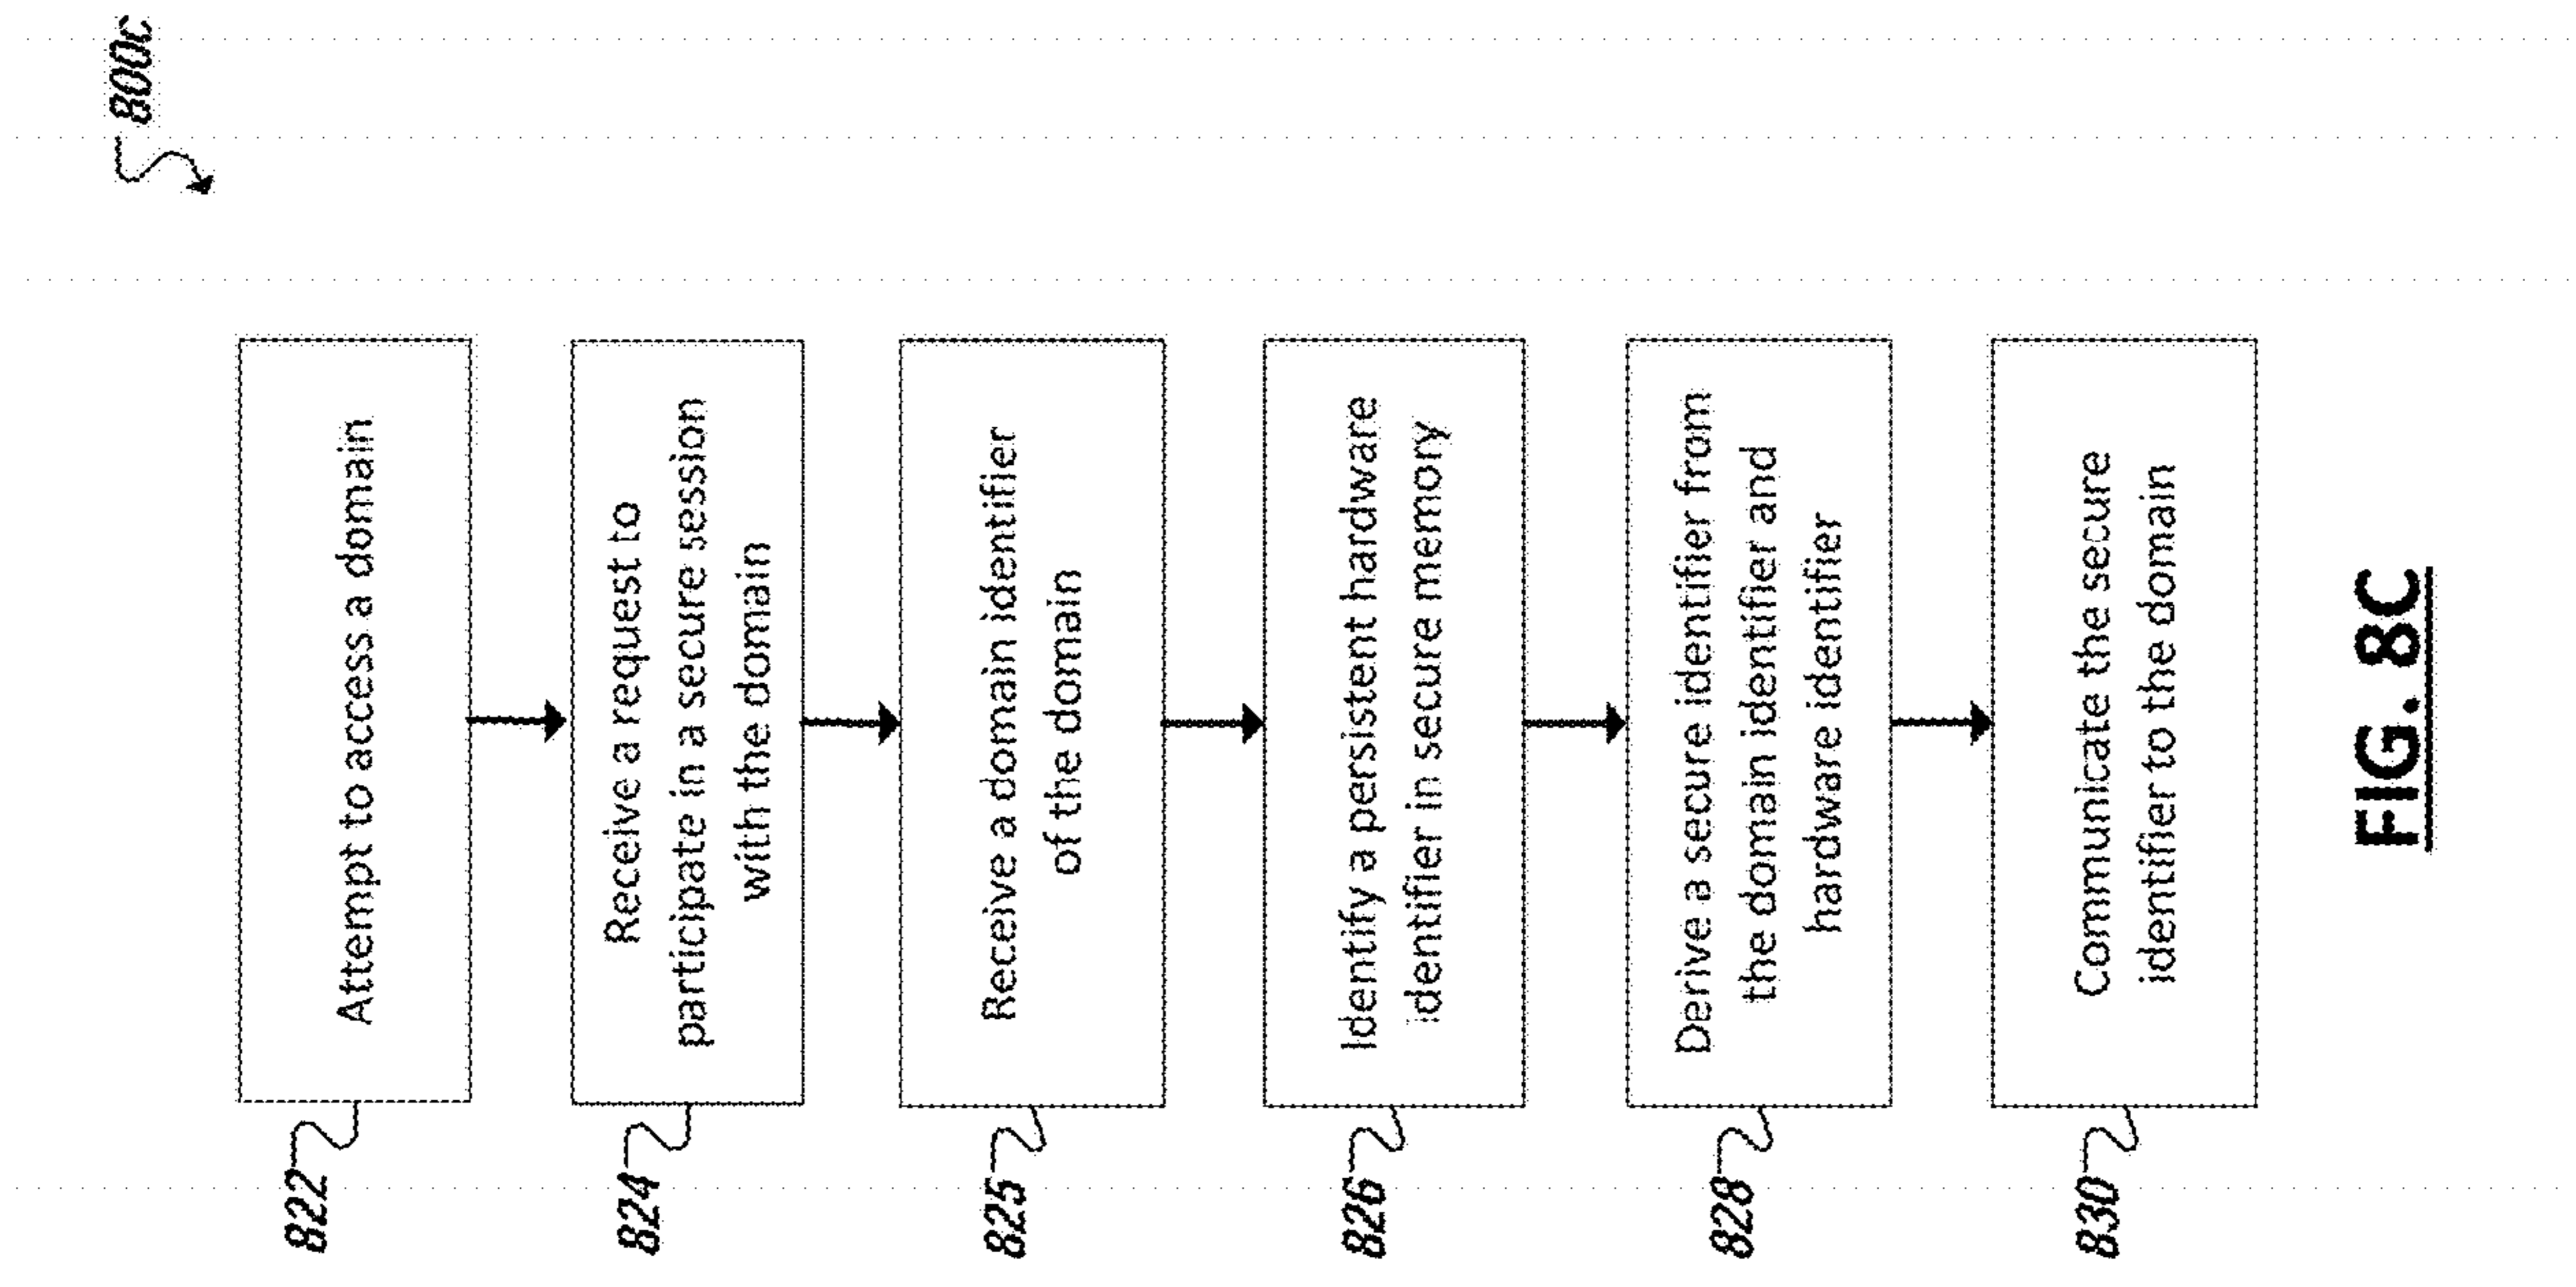 800c
822
Attempt to access a domain
824
Receive a request to
participate in a secure session
with the domain
825
Receive a domain identifier
of the domain
826
Identify a persistent hardware
identifier in secure memory
828
Derive a secure identifier from
the domain identifier and
hardware identifier
830
Communicate the secure
identifier to the domain
FIG. 8C